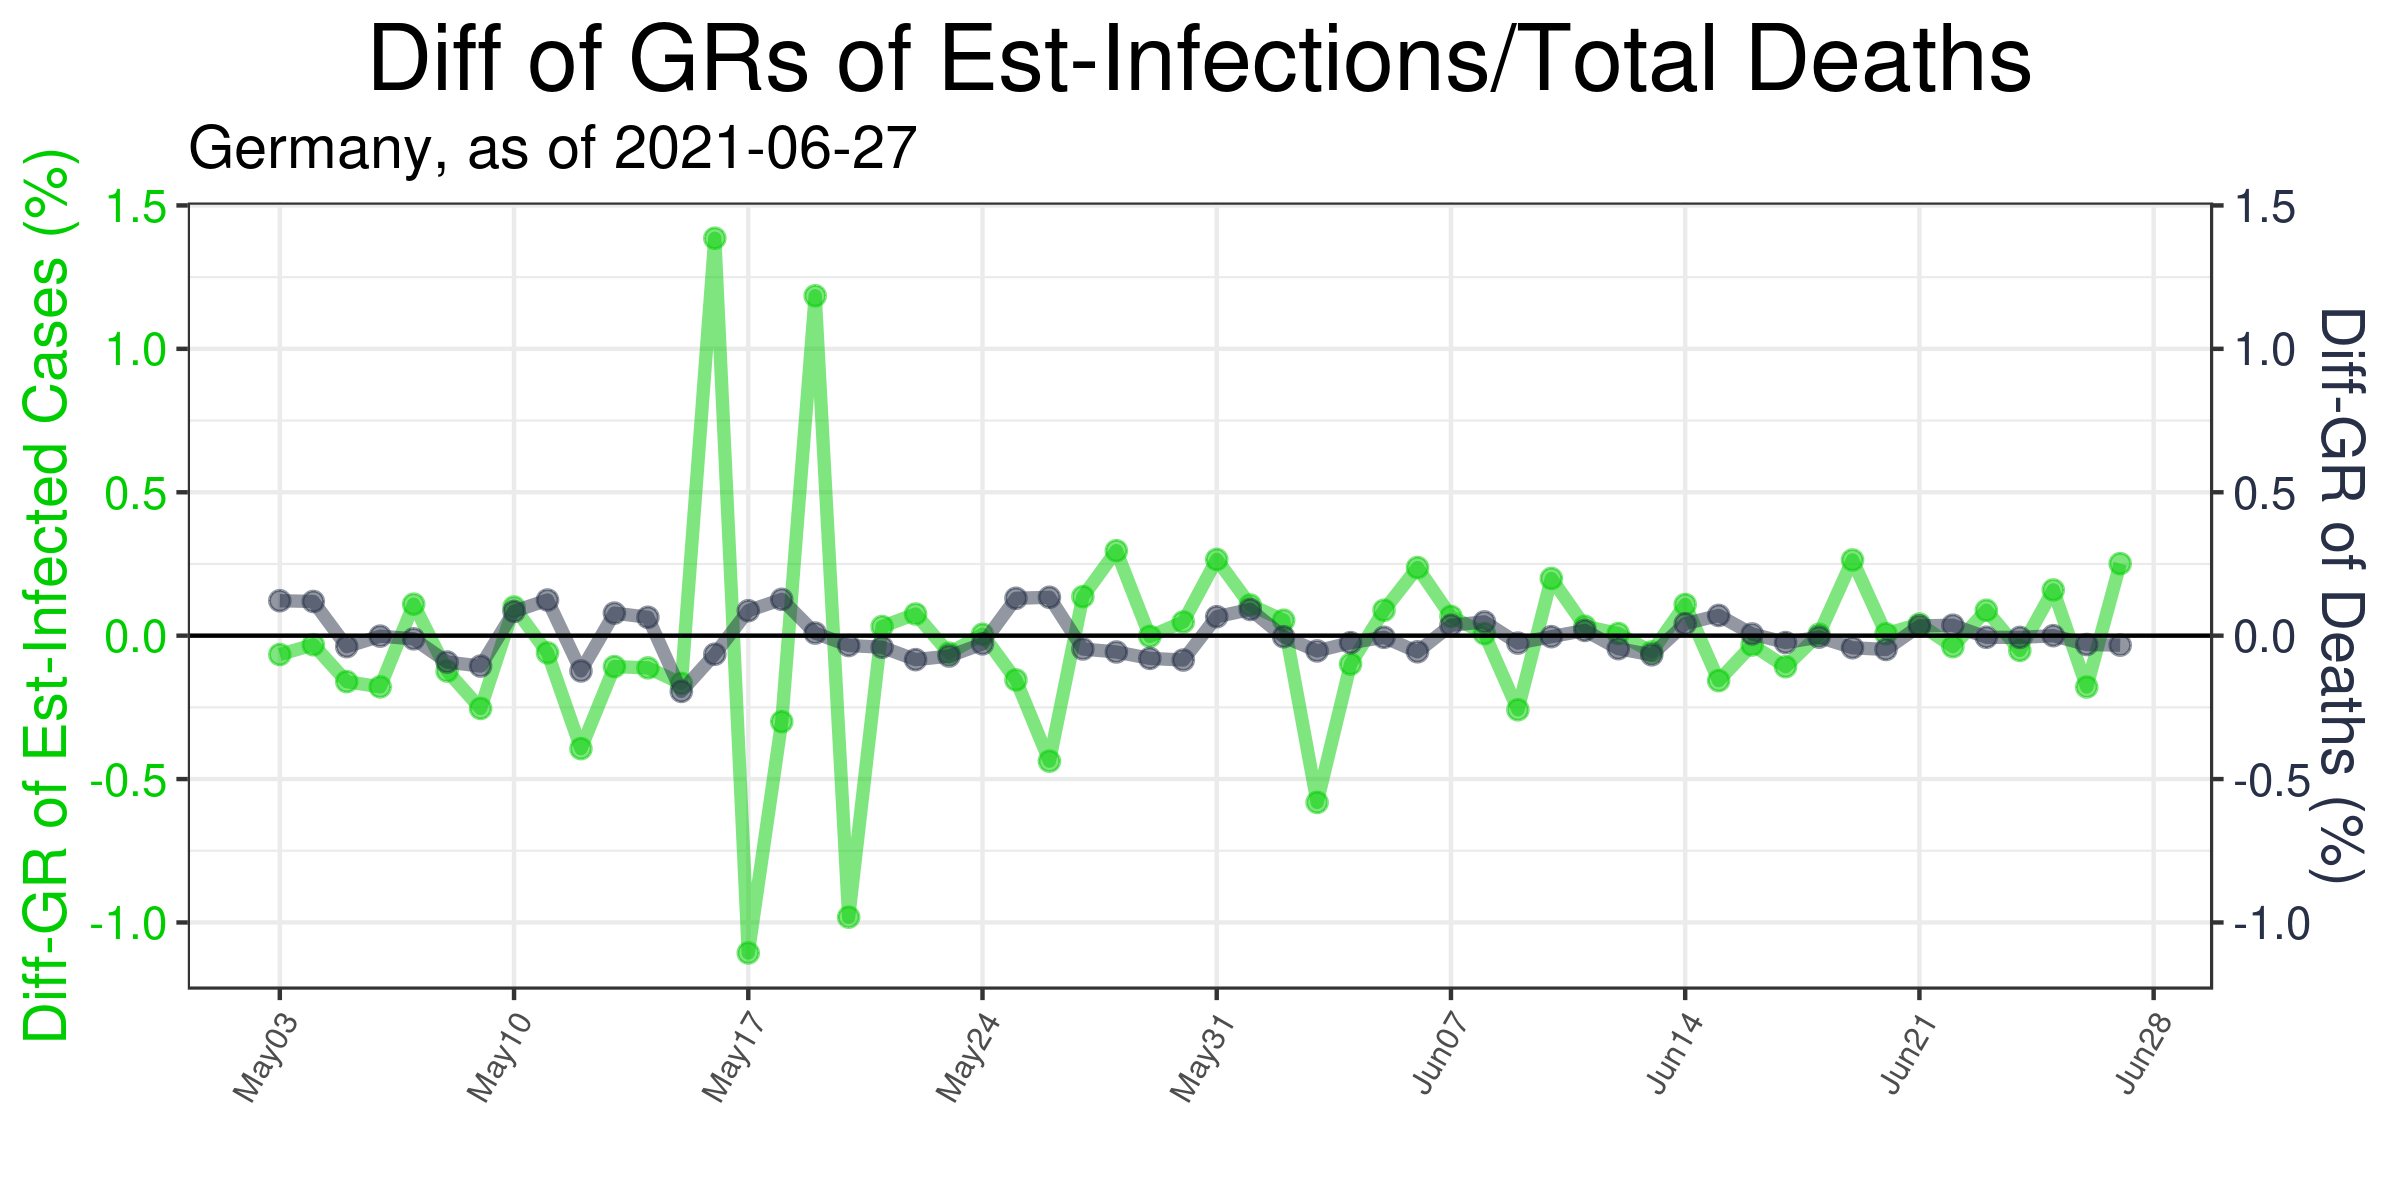 Diff of GRs of Est-Infections/Total Deaths
Germany, as of 2021-06-27
Diff-GR of Est-Infected Cases (%)
1.5
1.0
0.5
0.0
-0.5
-1.0
1.5
1.0
0.5
0.0
-0.5
-1.0
Diff-GR of Deaths (%)
May03
May10
May17
May24
May31
Jun07
Jun14
Jun21
Jun28